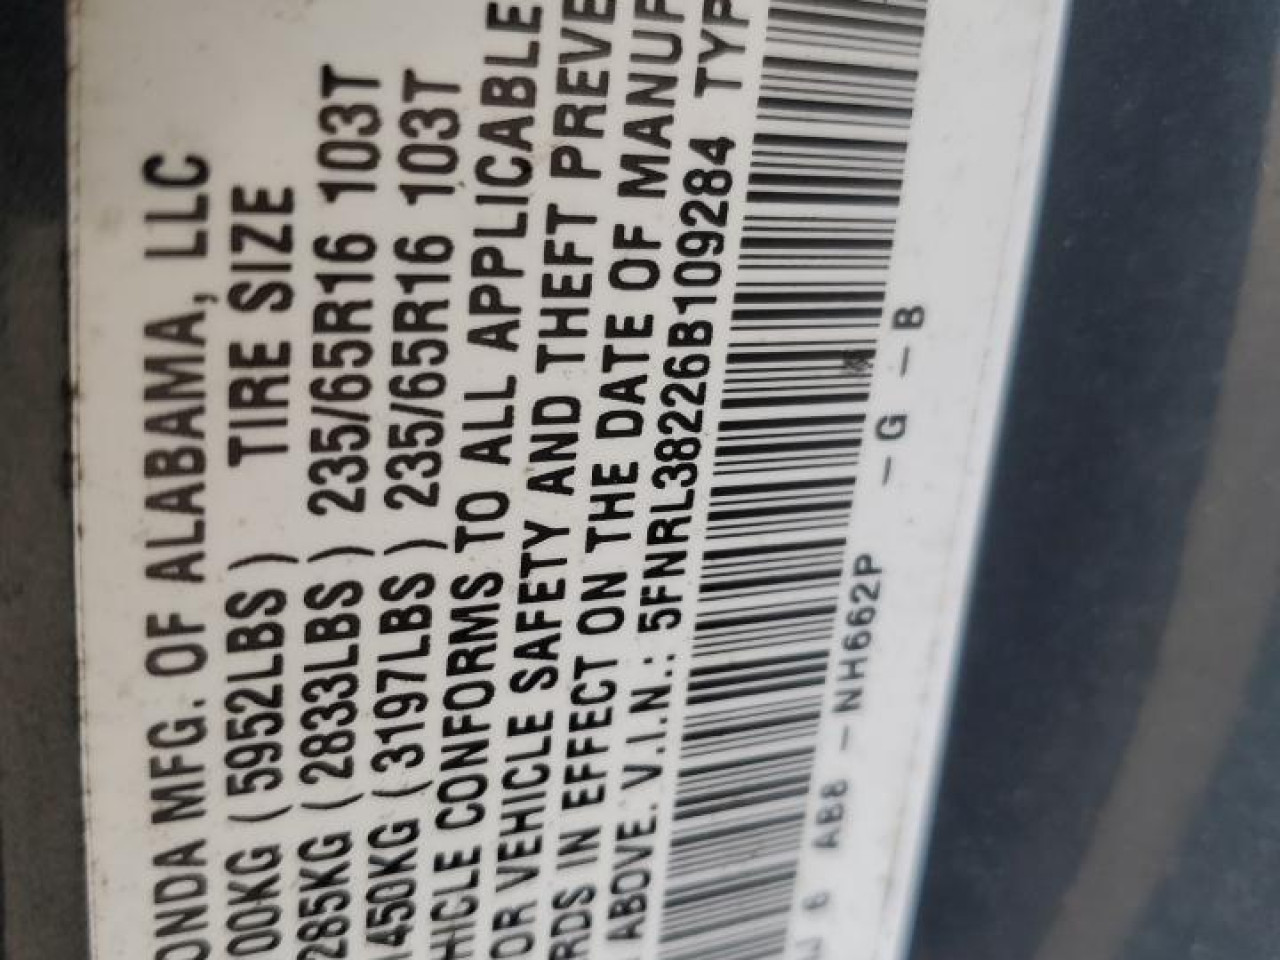 ONDA MFG. OF ALABAMA, LLC
00KG (5952LBS) TIRE SIZE
285KG (2833LBS) 235/65R16 103T
1450KG (3197LBS) 235/65R16 103T
HICLE CONFORMS TO ALL APPLICABLE
OR VEHICLE SAFETY AND THEFT PREVE
RDS IN EFFECT ON THE DATE OF MANUF
ABOVE. V.I.N.: 5FNRL38226B109284 TYP
J 6 AB8 -NH662P -G -B